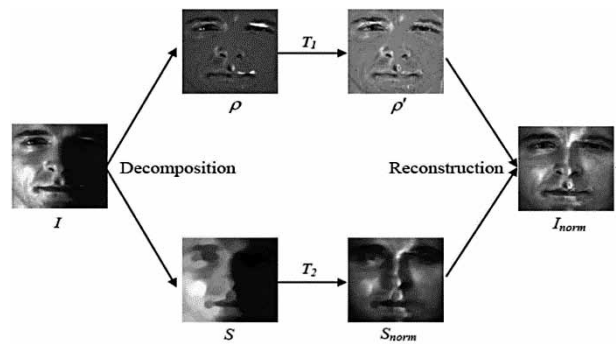 T1
ρ
ρ'
Decomposition
Reconstruction
I
Inorm
T2
S
Snorm